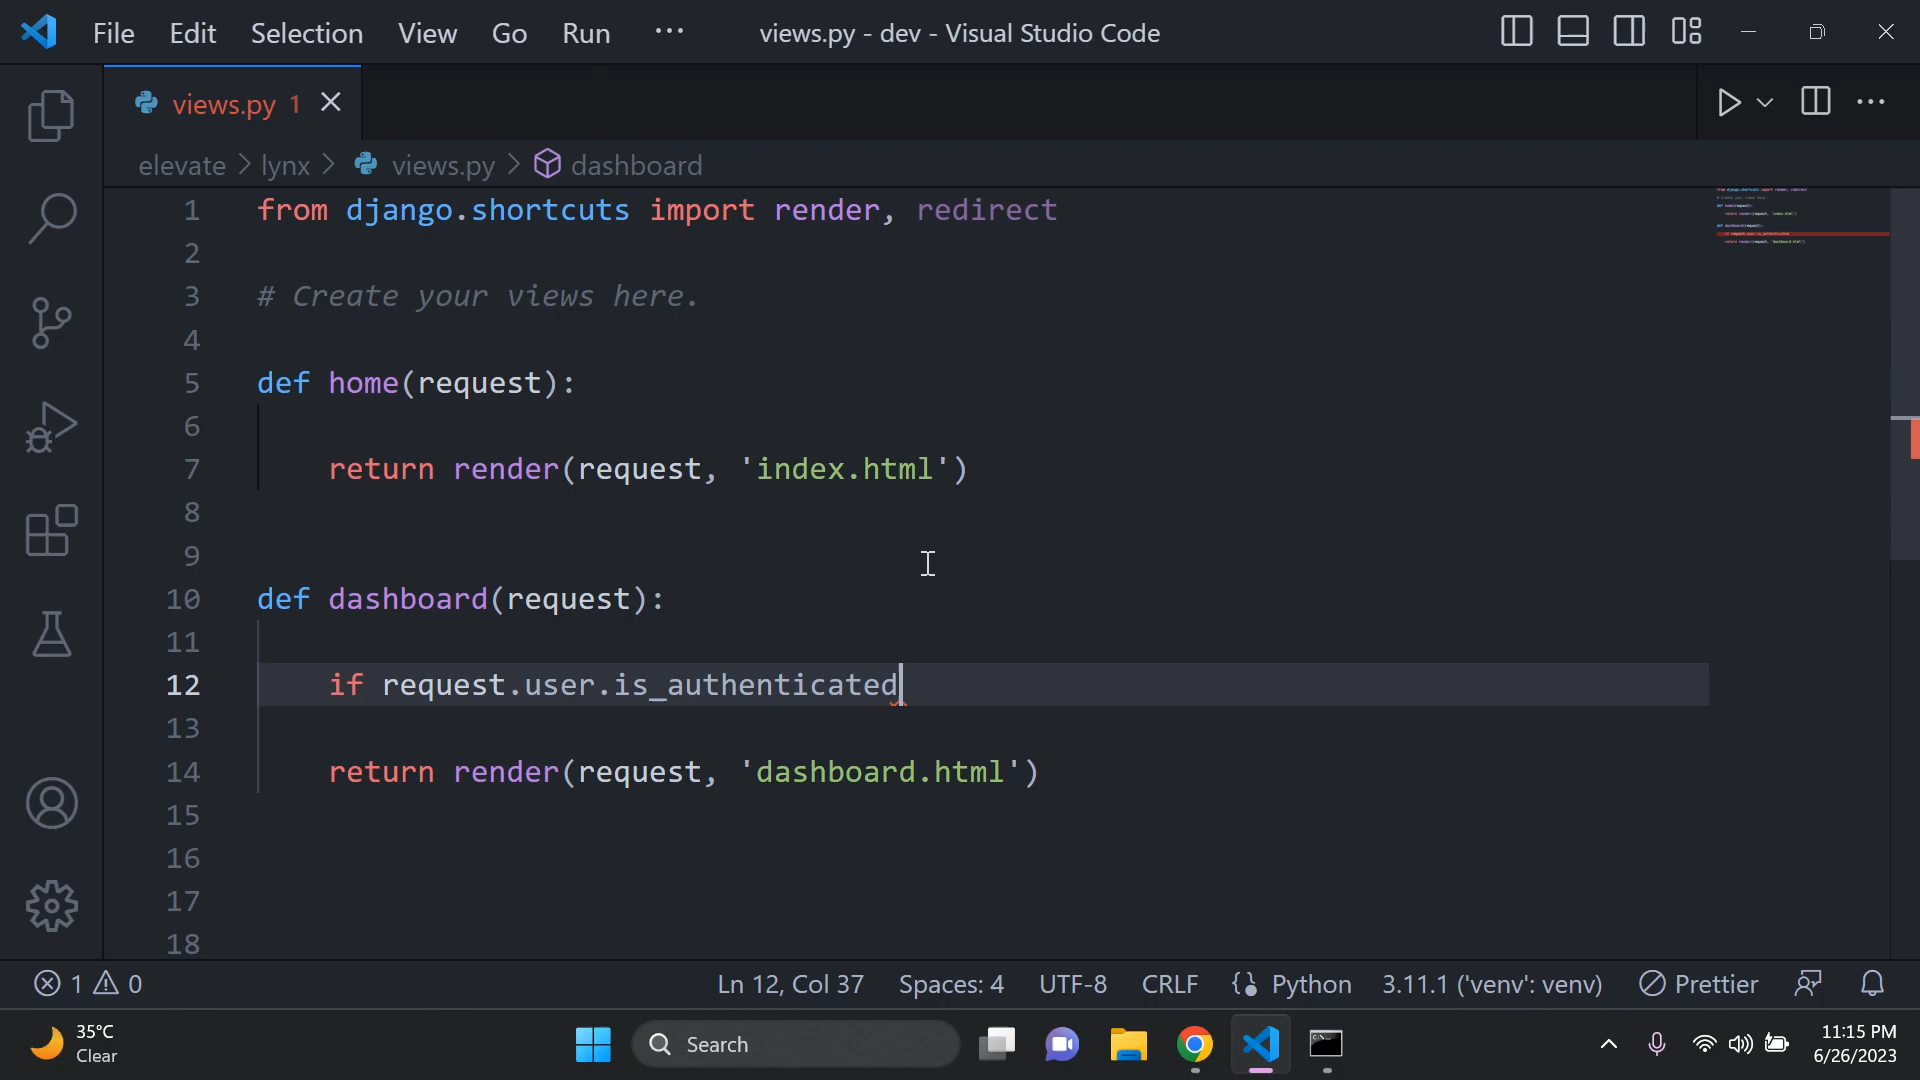 File Edit Selection View Go Run ··· views.py - dev - Visual Studio Code
views.py 1
elevate > lynx > views.py > dashboard
1 from django.shortcuts import render, redirect
2
3 # Create your views here.
4
5 def home(request):
6
7 return render(request, 'index.html')
8
9
10 def dashboard(request):
11
12 if request.user.is_authenticated
13
14 return render(request, 'dashboard.html')
15
16
17
18
1 0 Ln 12, Col 37 Spaces: 4 UTF-8 CRLF Python 3.11.1 ('venv': venv) Prettier
35°C
Clear
Search
11:15 PM
6/26/2023